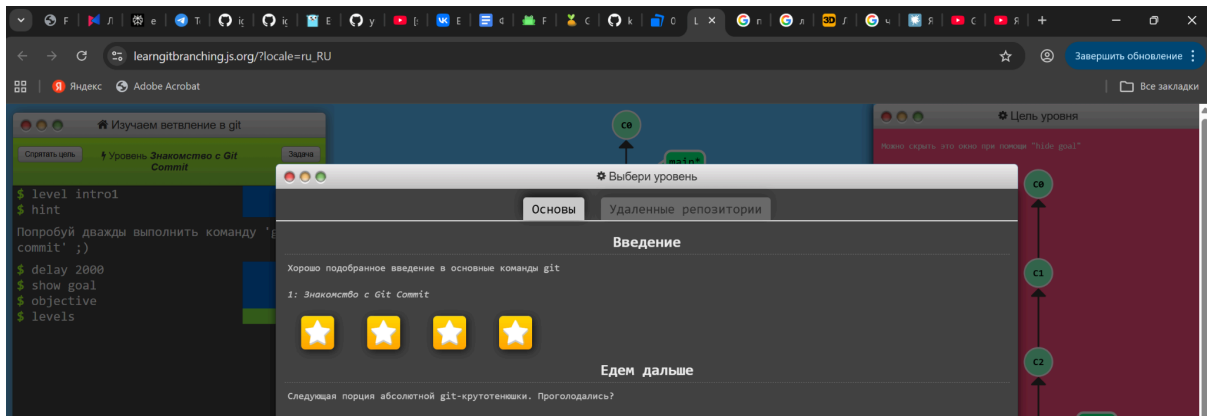 learngitbranching.js.org/?locale=ru_RU
Завершить обновление
Яндекс
Adobe Acrobat
Все закладки
Изучаем ветвление в git
Спрятать цель
Уровень Знакомство с Git Commit
Задача
$ level intro1
$ hint
Попробуй дважды выполнить команду
commit' ;)
$ delay 2000
$ show goal
$ objective
$ levels
C0
main*
Выбери уровень
Основы
Удаленные репозитории
Введение
Хорошо подобранное введение в основные команды git
1: Знакомство с Git Commit
Едем дальше
Следующая порция абсолютной git-крутотенюшки. Проголодались?
Цель уровня
Можно скрыть это окно при помощи "hide goal"
C0
C1
C2